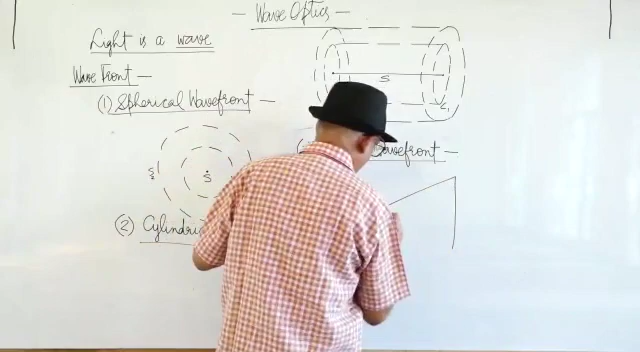 - Wave Optics -
Light is a wave
Wave Front -
(1) Spherical Wavefront -
S
S
(2) Cylindri
S
Wavefront -